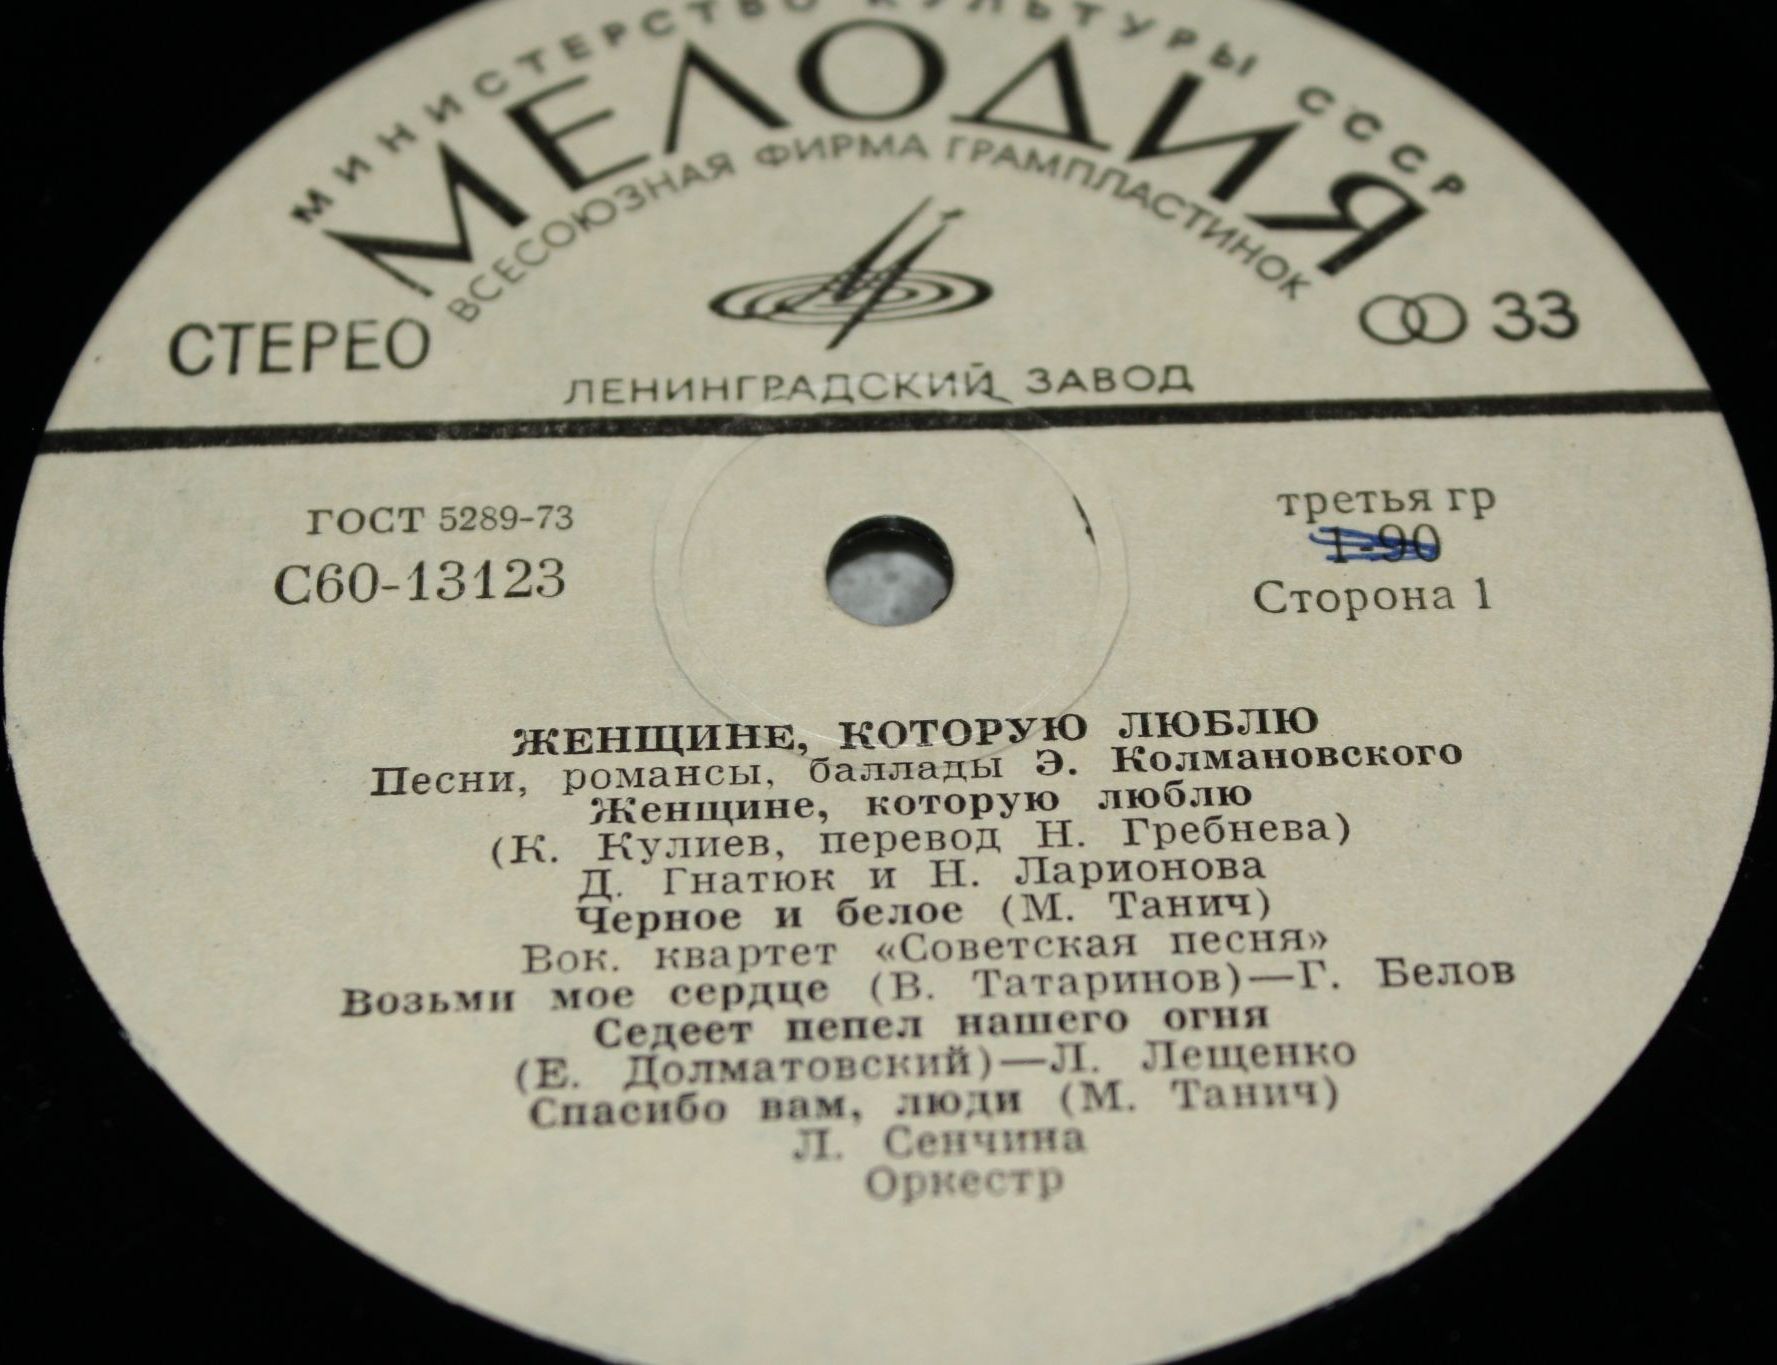 МИНИСТЕРСТВО КУЛЬТУРЫ СССР
МЕЛОДИЯ
ВСЕСОЮЗНАЯ ФИРМА ГРАМПЛАСТИНОК
СТЕРЕО
33
ЛЕНИНГРАДСКИЙ ЗАВОД
ГОСТ 5289-73
С60-13123
третья гр
1-90
Сторона 1
ЖЕНЩИНЕ, КОТОРУЮ ЛЮБЛЮ
Песни, романсы, баллады Э. Колмановского
Женщине, которую люблю
(К. Кулиев, перевод Н. Гребнева)
Д. Гнатюк и Н. Ларионова
Черное и белое (М. Танич)
Вок. квартет «Советская песня»
Возьми мое сердце (В. Татаринов)—Г. Белов
Седеет пепел нашего огня
(Е. Долматовский)—Л. Лещенко
Спасибо вам, люди (М. Танич)
Л. Сенчина
Оркестр